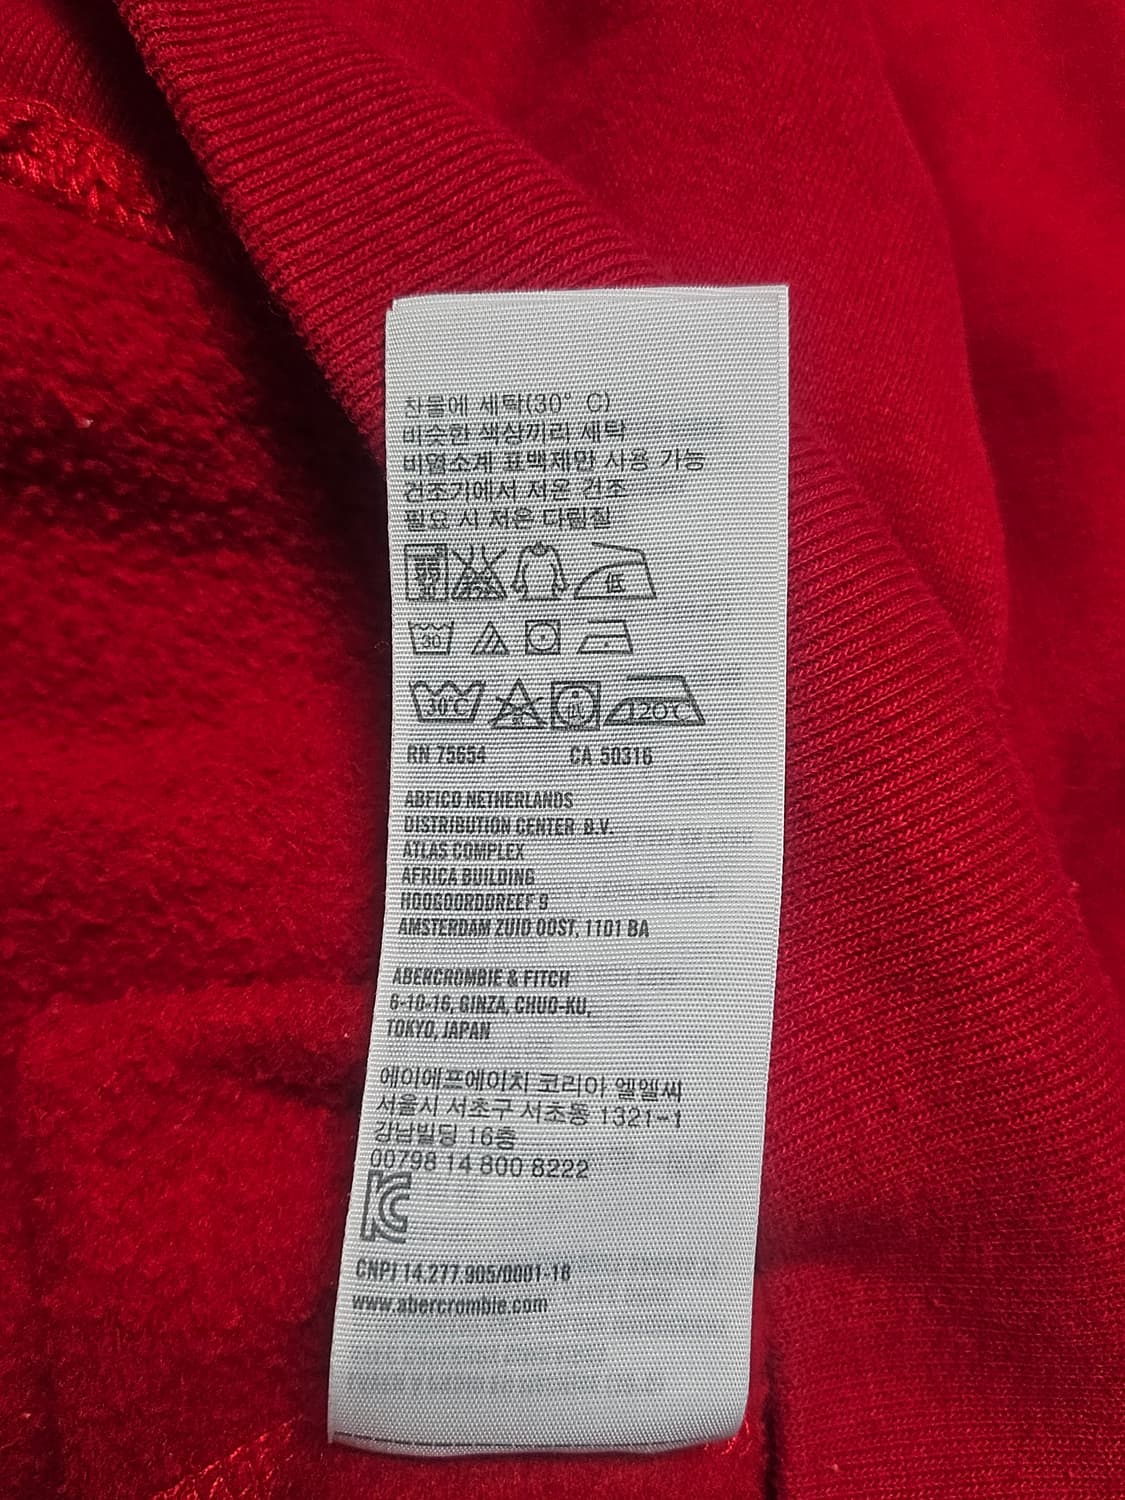 찬물에 세탁(30° C)
비슷한 색상끼리 세탁
비염소계 표백제만 사용 가능
건조기에서 저온 건조
필요 시 저온 다림질
低
30
30°C
120°C
RN 75654 CA 50316
ABFICO NETHERLANDS
DISTRIBUTION CENTER B.V.
ATLAS COMPLEX
AFRICA BUILDING
HOOGOORDDREEF 9
AMSTERDAM ZUID OOST, 1101 BA
ABERCROMBIE & FITCH
6-10-16, GINZA, CHUO-KU,
TOKYO, JAPAN
에이에프에이치 코리아 엘엘씨
서울시 서초구 서초동 1321-1
강남빌딩 16층
00798 14 800 8222
KC
CNPJ 14.277.905/0001-18
www.abercrombie.com